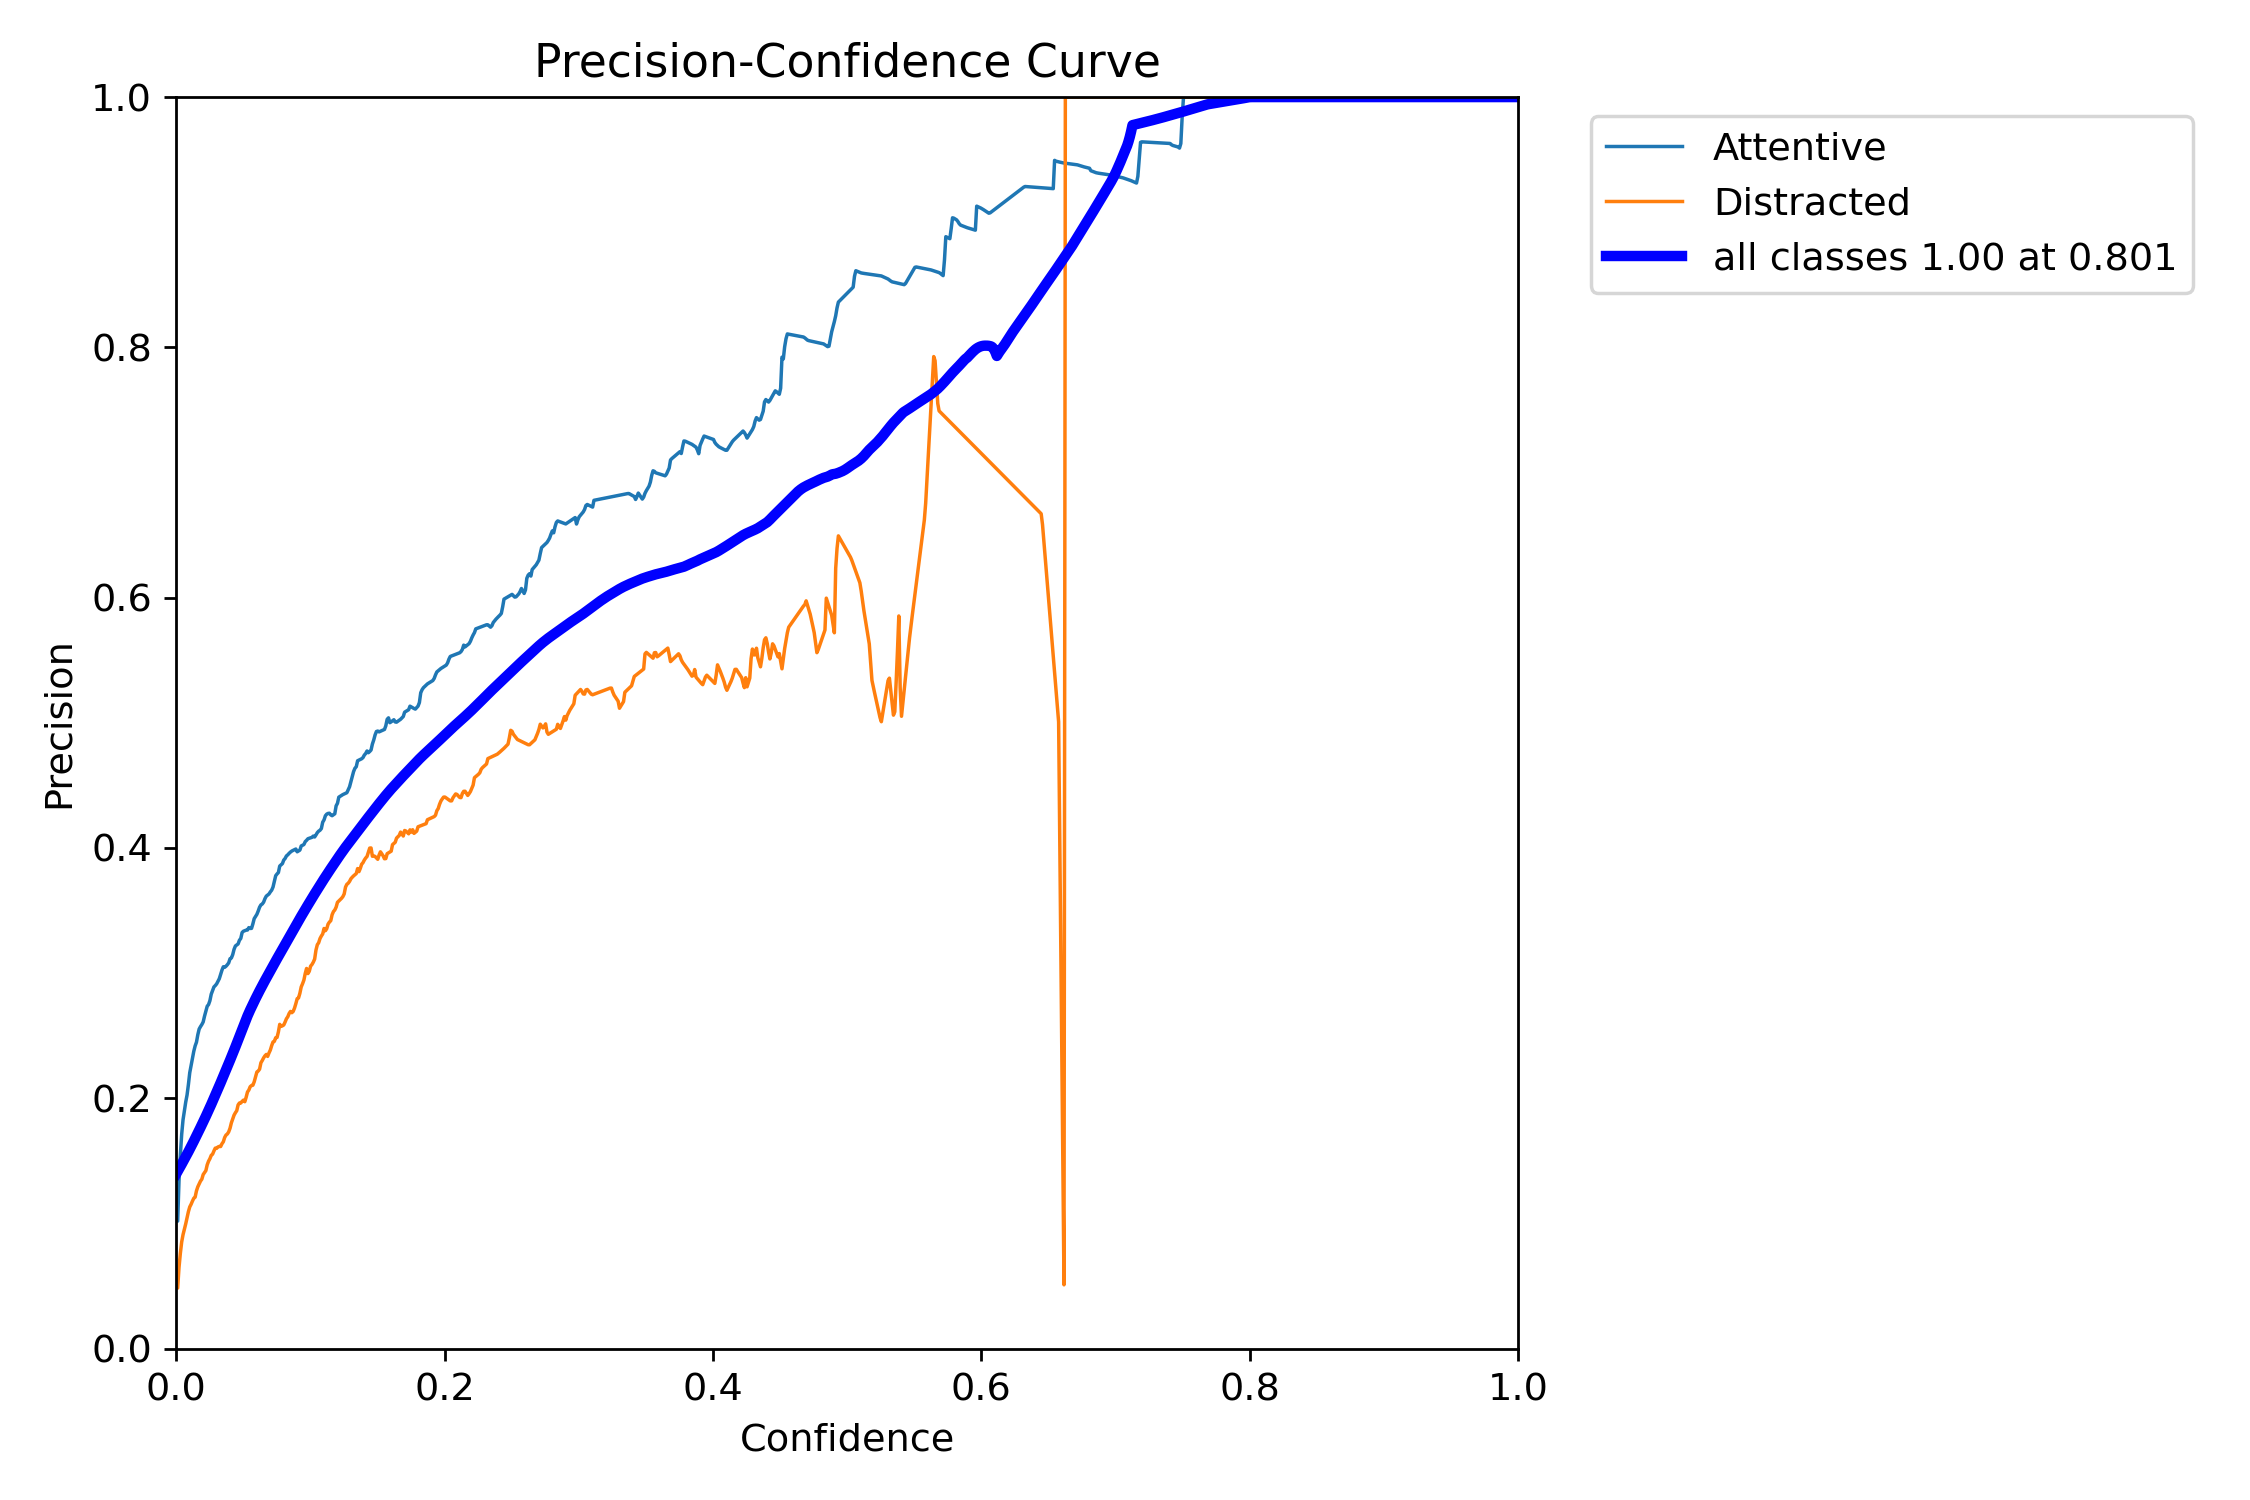 Precision-Confidence Curve
1.0
0.8
0.6
0.4
0.2
0.0
Precision
0.0 0.2 0.4 0.6 0.8 1.0
Confidence
Attentive
Distracted
all classes 1.00 at 0.801